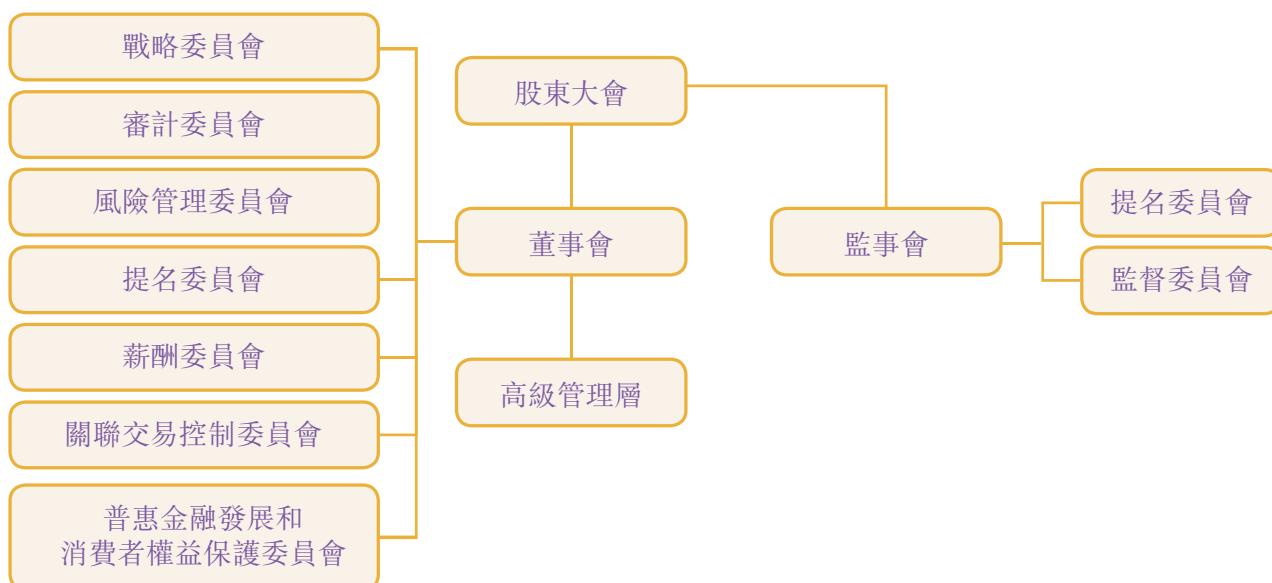 戰略委員會
審計委員會
風險管理委員會
提名委員會
薪酬委員會
關聯交易控制委員會
普惠金融發展和
消費者權益保護委員會
股東大會
董事會
高級管理層
監事會
提名委員會
監督委員會